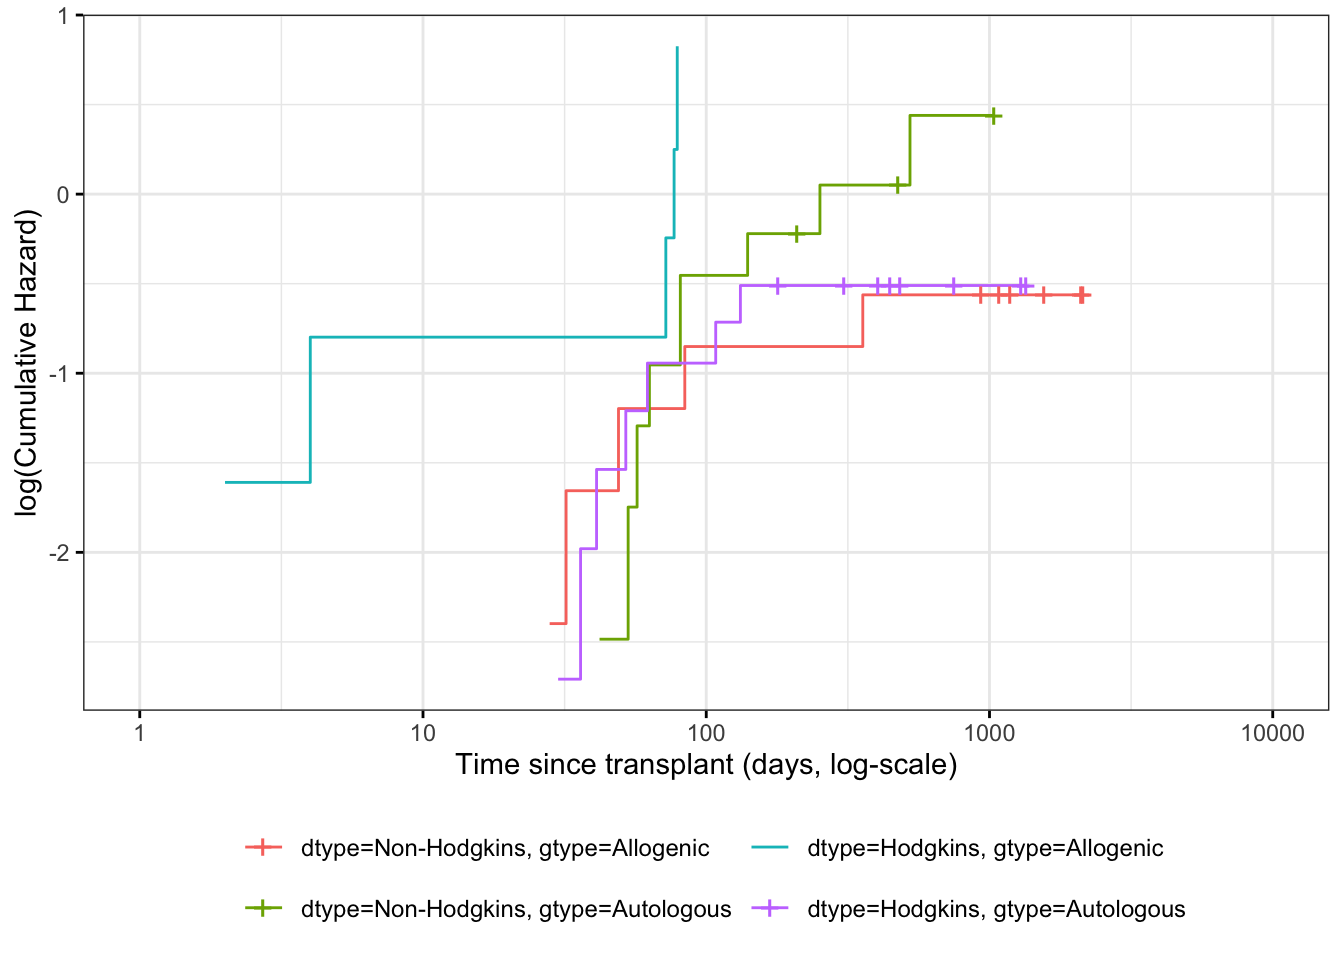 log(Cumulative Hazard)
1
0
-1
-2
1 10 100 1000 10000
Time since transplant (days, log-scale)
dtype=Non-Hodgkins, gtype=Allogenic
dtype=Hodgkins, gtype=Allogenic
dtype=Non-Hodgkins, gtype=Autologous
dtype=Hodgkins, gtype=Autologous